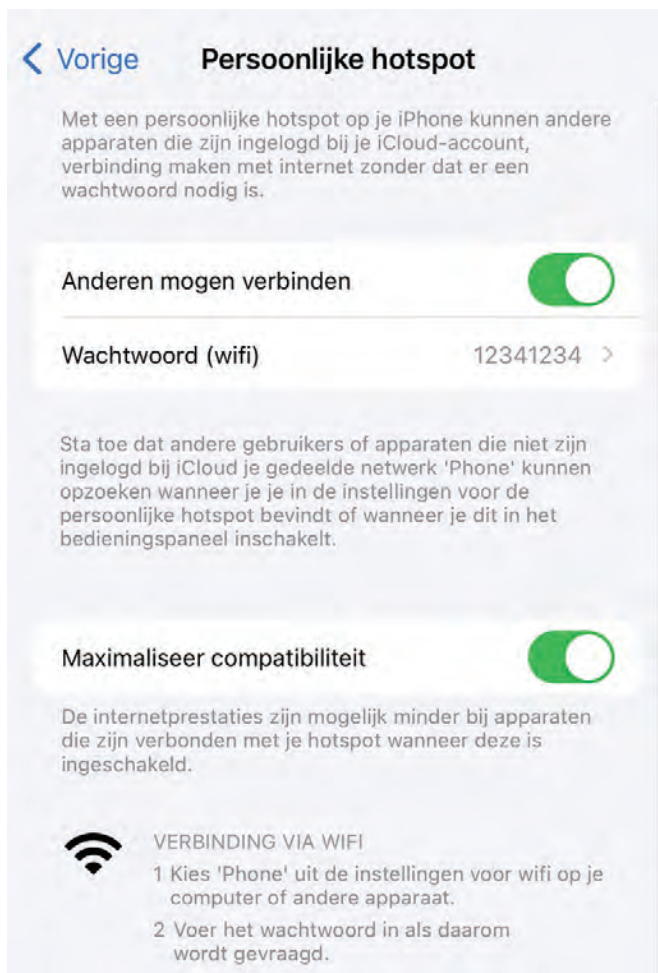 Vorige
Persoonlijke hotspot
Met een persoonlijke hotspot op je iPhone kunnen andere
apparaten die zijn ingelogd bij je iCloud-account,
verbinding maken met internet zonder dat er een
wachtwoord nodig is.
Anderen mogen verbinden
Wachtwoord (wifi) 12341234
Sta toe dat andere gebruikers of apparaten die niet zijn
ingelogd bij iCloud je gedeelde netwerk 'Phone' kunnen
opzoeken wanneer je je in de instellingen voor de
persoonlijke hotspot bevindt of wanneer je dit in het
bedieningspaneel inschakelt.
Maximaliseer compatibiliteit
De internetprestaties zijn mogelijk minder bij apparaten
die zijn verbonden met je hotspot wanneer deze is
ingeschakeld.
VERBINDING VIA WIFI
1 Kies 'Phone' uit de instellingen voor wifi op je
computer of andere apparaat.
2 Voer het wachtwoord in als daarom
wordt gevraagd.